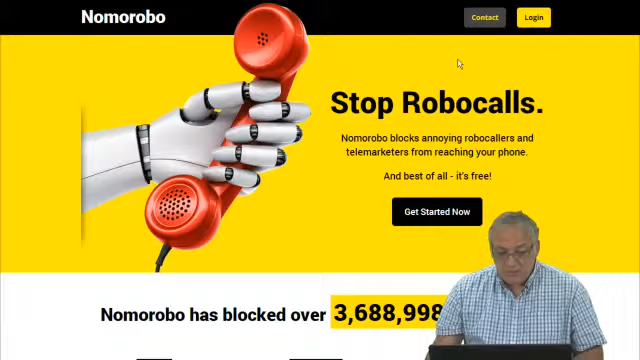 Nomorobo
Contact
Login
Stop Robocalls.
Nomorobo blocks annoying robocallers and
telemarketers from reaching your phone.
And best of all - it's free!
Get Started Now
Nomorobo has blocked over 3,688,998